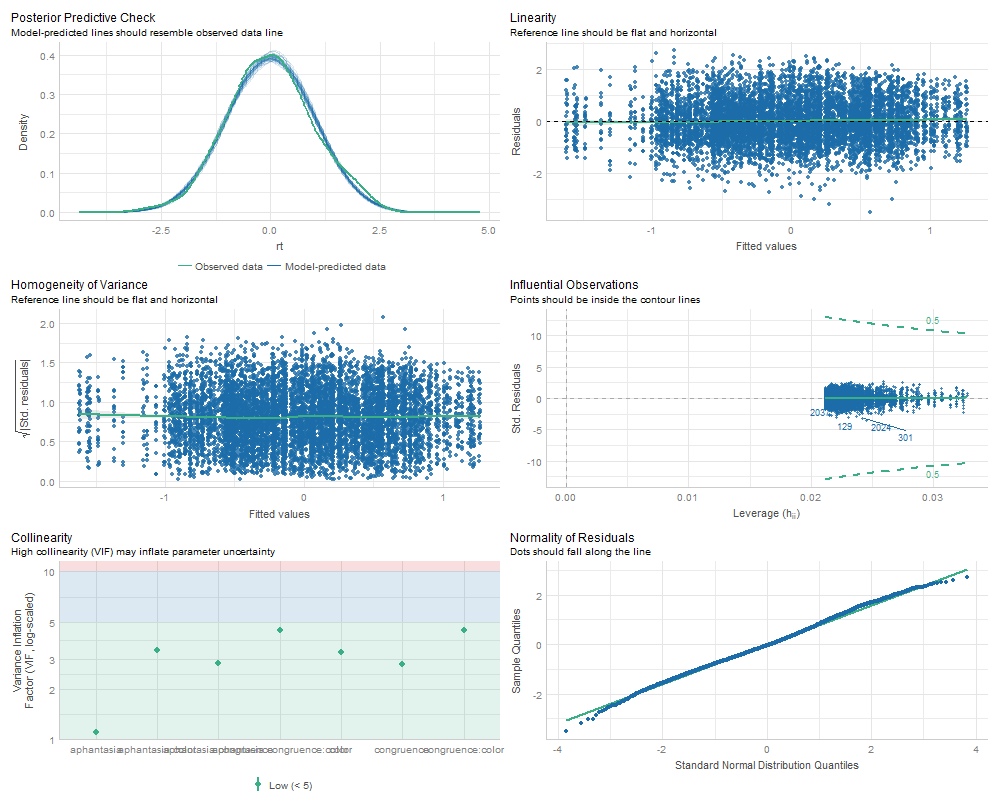 Posterior Predictive Check
Model-predicted lines should resemble observed data line
0.4
0.3
0.2
0.1
0.0
Density
-2.5
0.0
2.5
5.0
rt
Observed data
Model-predicted data
Linearity
Reference line should be flat and horizontal
2
0
-2
Residuals
-1
0
1
Fitted values
Homogeneity of Variance
Reference line should be flat and horizontal
2.0
1.5
1.0
0.5
0.0
√|Std. residuals|
-1
0
1
Fitted values
Influential Observations
Points should be inside the contour lines
10
5
0
-5
-10
Std. Residuals
0.5
0.5
129
2024
301
0.00
0.01
0.02
0.03
Leverage (hii)
Collinearity
High collinearity (VIF) may inflate parameter uncertainty
10
5
3
2
1
Variance Inflation
Factor (VIF, log-scaled)
aphantasia
congruence
congruence:color
Low (< 5)
Normality of Residuals
Dots should fall along the line
2
0
-2
Sample Quantiles
-4
-2
0
2
4
Standard Normal Distribution Quantiles